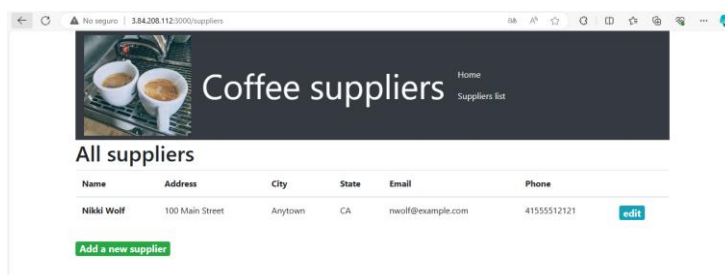 No seguro | 3.84.208.112:3000/suppliers
Coffee suppliers
Home
Suppliers list
All suppliers
Name Address City State Email Phone
Nikki Wolf 100 Main Street Anytown CA nwolf@example.com 41555512121 edit
Add a new supplier